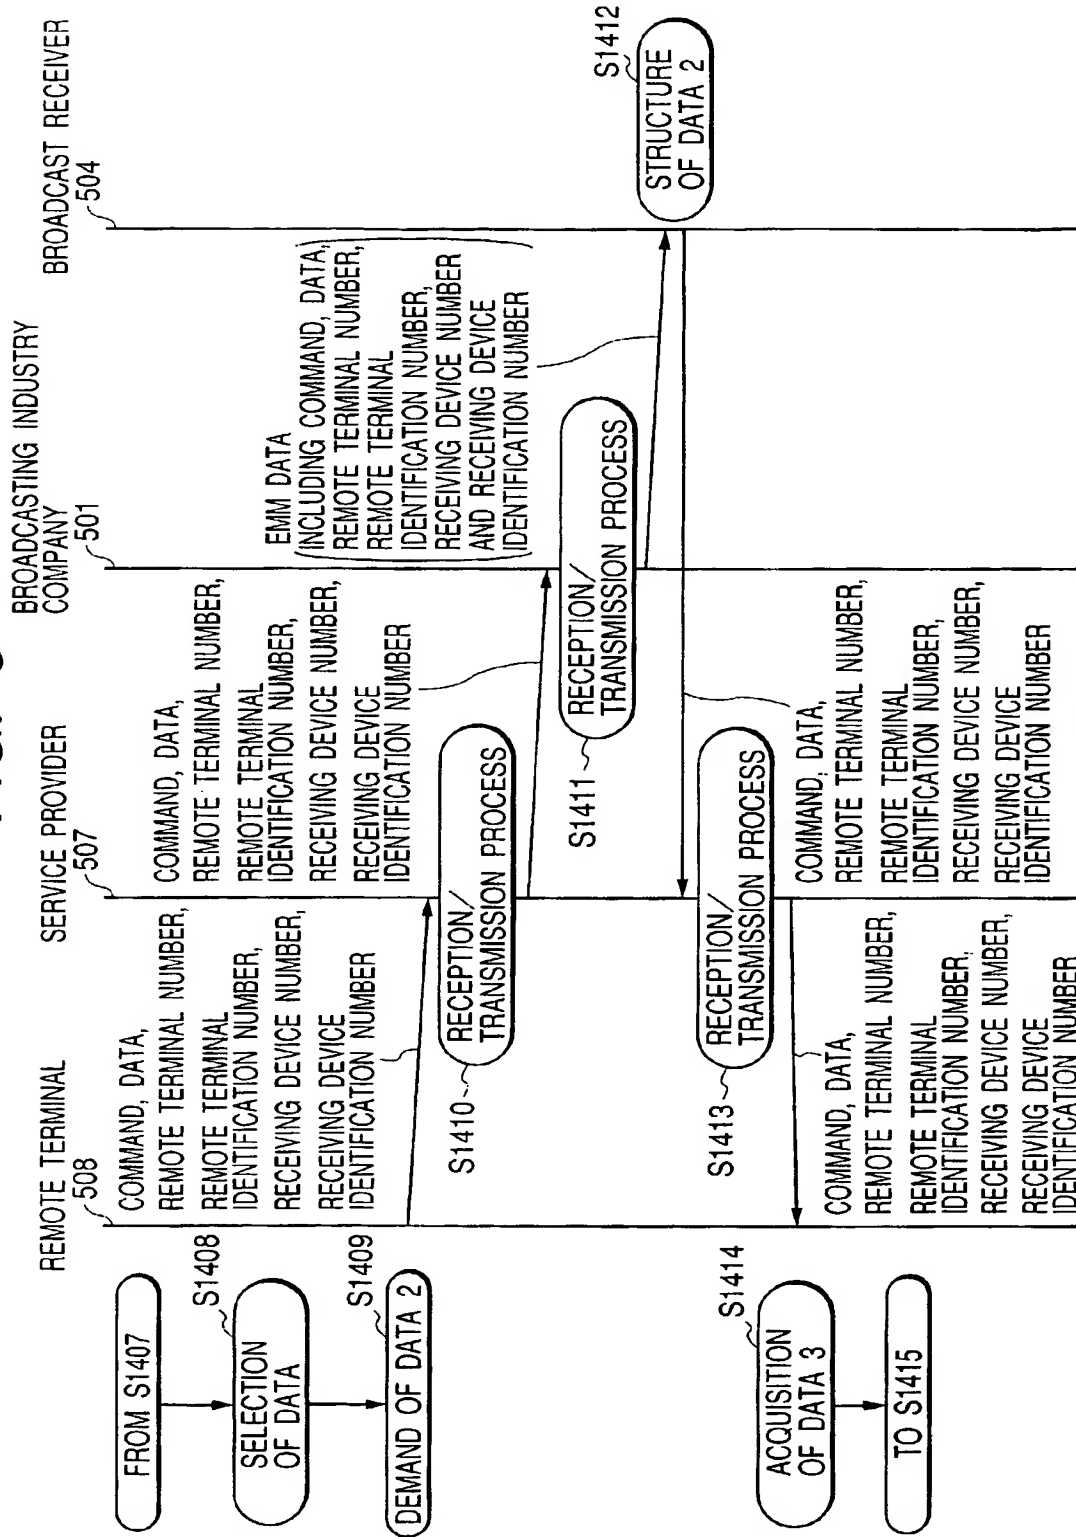 REMOTE TERMINAL
508
SERVICE PROVIDER
507
BROADCASTING INDUSTRY
COMPANY
501
BROADCAST RECEIVER
504
FROM S1407
S1408
SELECTION
OF DATA
S1409
DEMAND OF DATA 2
COMMAND, DATA,
REMOTE TERMINAL NUMBER,
REMOTE TERMINAL
IDENTIFICATION NUMBER,
RECEIVING DEVICE NUMBER,
RECEIVING DEVICE
IDENTIFICATION NUMBER
S1410
RECEPTION/
TRANSMISSION PROCESS
COMMAND, DATA,
REMOTE TERMINAL NUMBER,
REMOTE TERMINAL
IDENTIFICATION NUMBER,
RECEIVING DEVICE NUMBER,
RECEIVING DEVICE
IDENTIFICATION NUMBER
S1411
RECEPTION/
TRANSMISSION PROCESS
EMM DATA
INCLUDING COMMAND, DATA,
REMOTE TERMINAL NUMBER,
REMOTE TERMINAL
IDENTIFICATION NUMBER,
RECEIVING DEVICE NUMBER
AND RECEIVING DEVICE
IDENTIFICATION NUMBER
S1412
STRUCTURE
OF DATA 2
S1413
RECEPTION/
TRANSMISSION PROCESS
COMMAND, DATA,
REMOTE TERMINAL NUMBER,
REMOTE TERMINAL
IDENTIFICATION NUMBER,
RECEIVING DEVICE NUMBER,
RECEIVING DEVICE
IDENTIFICATION NUMBER
S1414
ACQUISITION
OF DATA 3
COMMAND, DATA,
REMOTE TERMINAL NUMBER,
REMOTE TERMINAL
IDENTIFICATION NUMBER,
RECEIVING DEVICE NUMBER,
RECEIVING DEVICE
IDENTIFICATION NUMBER
TO S1415